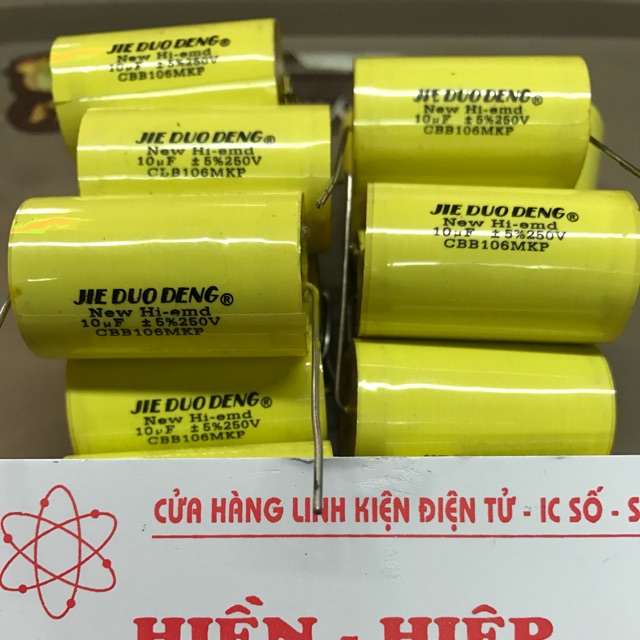 JIE DUO DENG®
New Hi-emd
10µF ±5%250V
CBB106MKP
JIE DUO DENG®
New Hi-emd
10µF ±5%250V
CBB106MKP
JIE DUO DENG®
New Hi-emd
10µF ±5%250V
CLB106MKP
JIE DUO DENG®
New Hi-emd
10µF ±5%250V
CBB106MKP
JIE DUO DENG®
New Hi-emd
10µF ±5%250V
CBB106MKP
JIE DUO DENG®
New Hi-emd
10µF ±5%250V
CBB106MKP
CỬA HÀNG LINH KIỆN ĐIỆN TỬ - IC SỐ - S
HIỀN - HIỆP